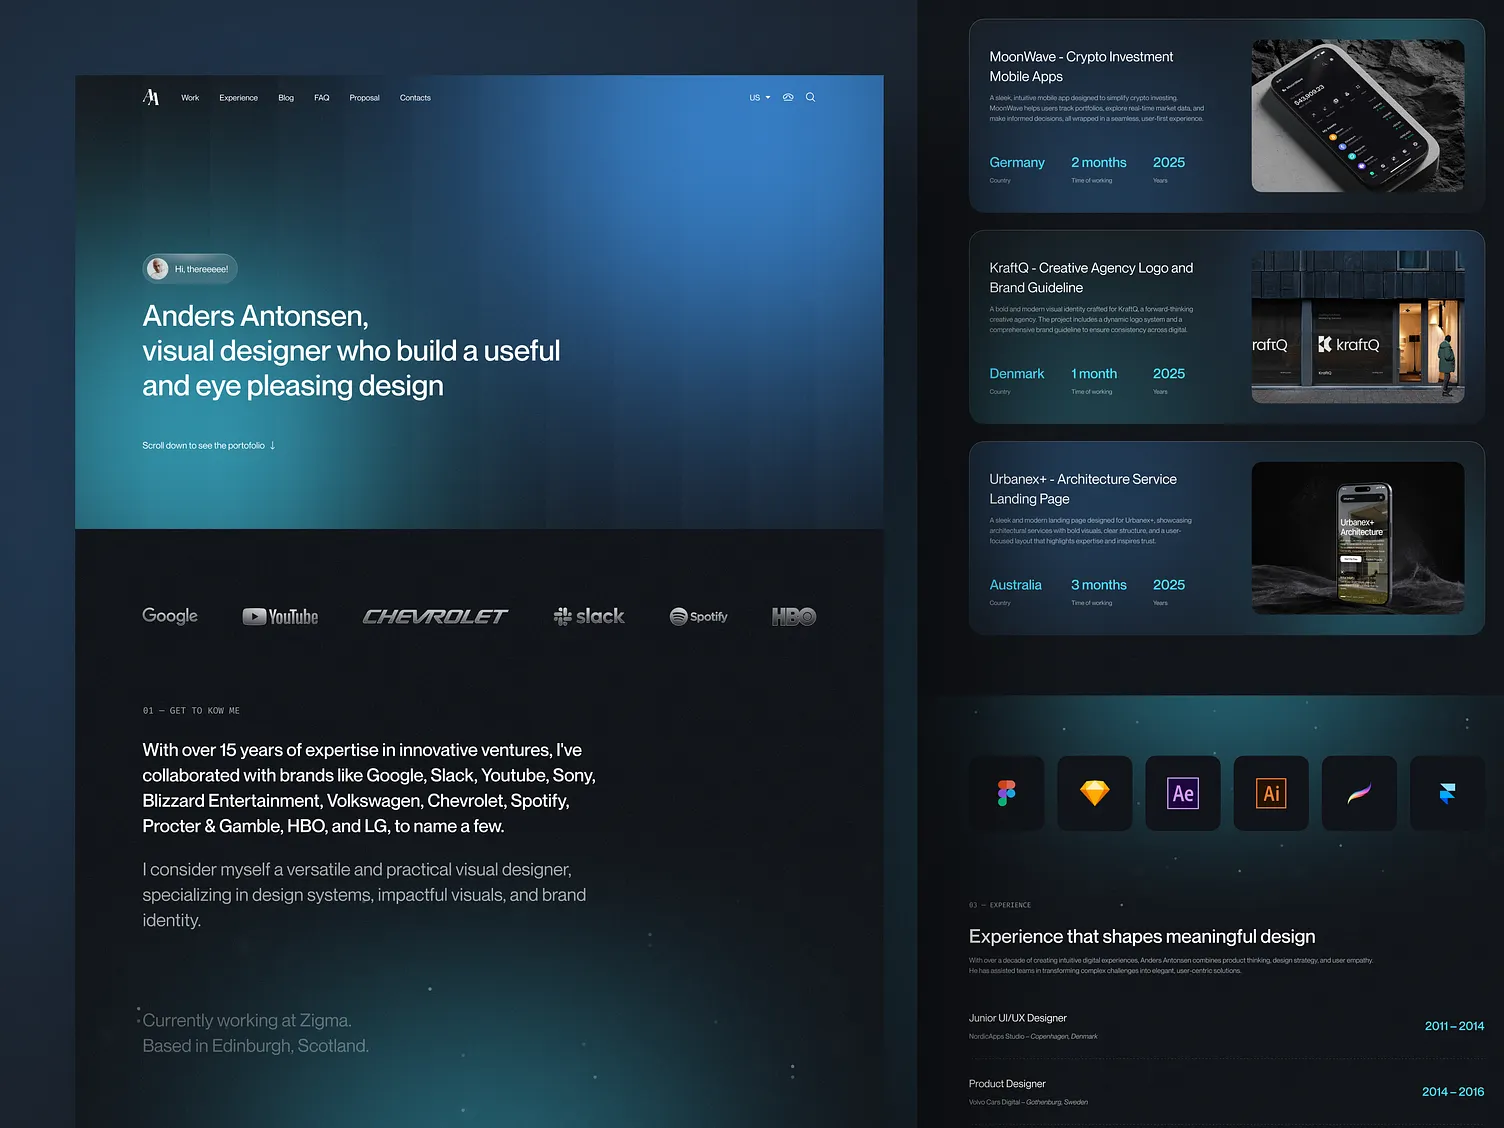 Work Experience Blog FAQ Proposal Contacts
US
Hi, thereeeee!
Anders Antonsen,
visual designer who build a useful
and eye pleasing design
Scroll down to see the portofolio ↓
Google YouTube CHEVROLET slack Spotify HBO
01 — GET TO KOW ME
With over 15 years of expertise in innovative ventures, I've
collaborated with brands like Google, Slack, Youtube, Sony,
Blizzard Entertainment, Volkswagen, Chevrolet, Spotify,
Procter & Gamble, HBO, and LG, to name a few.
I consider myself a versatile and practical visual designer,
specializing in design systems, impactful visuals, and brand
identity.
Currently working at Zigma.
Based in Edinburgh, Scotland.
MoonWave - Crypto Investment
Mobile Apps
A sleek, intuitive mobile app designed to simplify crypto investing.
MoonWave helps users track portfolios, explore real-time market data, and
make informed decisions, all wrapped in a seamless, user-first experience.
Germany 2 months 2025
Country Time of working Years
KraftQ - Creative Agency Logo and
Brand Guideline
A bold and modern visual identity crafted for KraftQ, a forward-thinking
creative agency. The project includes a dynamic logo system and a
comprehensive brand guideline to ensure consistency across digital.
Denmark 1 month 2025
Country Time of working Years
raftQ kraftQ
KraftQ
Urbanex+ - Architecture Service
Landing Page
A sleek and modern landing page designed for Urbanex+, showcasing
architectural services with bold visuals, clear structure, and a user-
focused layout that highlights expertise and inspires trust.
Australia 3 months 2025
Country Time of working Years
Urbanex+
Architecture
Ae Ai
03 — EXPERIENCE
Experience that shapes meaningful design
With over a decade of creating intuitive digital experiences, Anders Antonsen combines product thinking, design strategy, and user empathy.
He has assisted teams in transforming complex challenges into elegant, user-centric solutions.
Junior UI/UX Designer
2011 – 2014
NordicApps Studio – Copenhagen, Denmark
Product Designer
2014 – 2016
Volvo Cars Digital – Gothenburg, Sweden